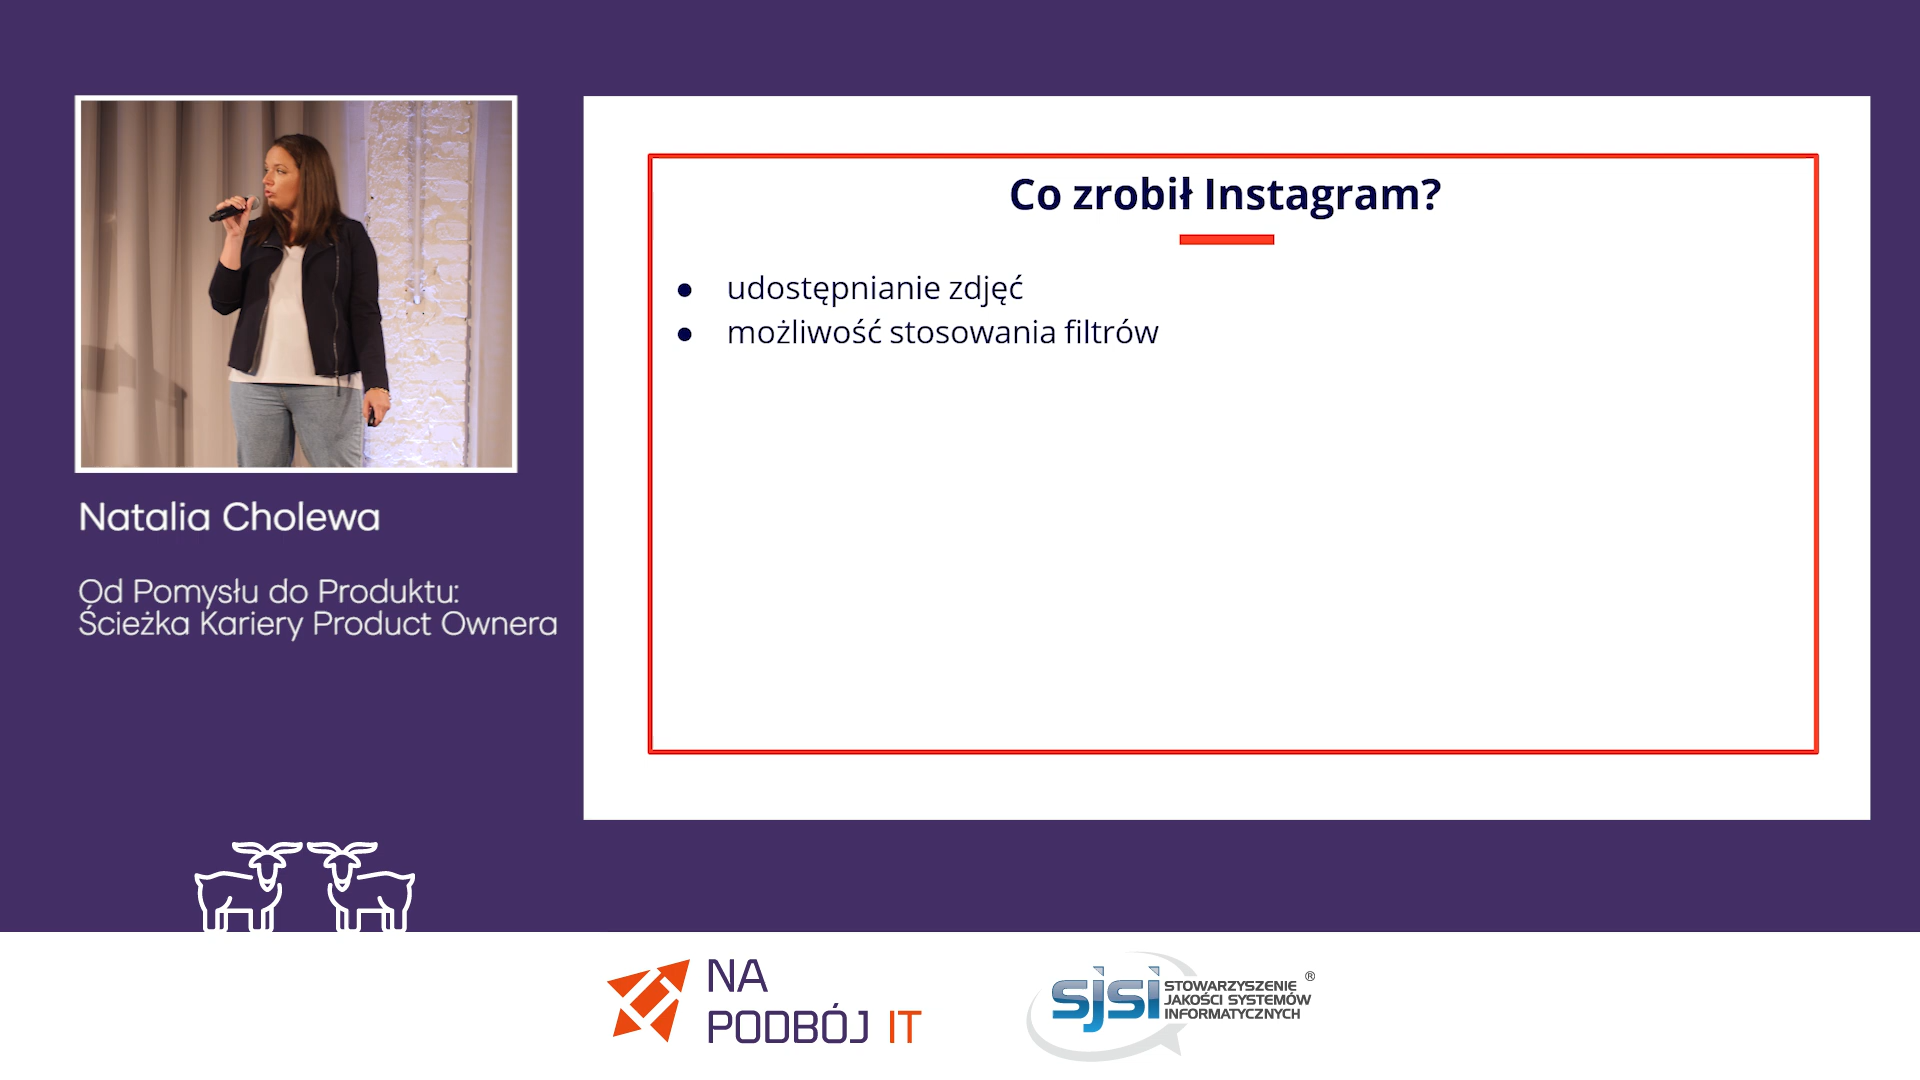 Natalia Cholewa
Od Pomysłu do Produktu:
Ścieżka Kariery Product Ownera
Co zrobił Instagram?
● udostępnianie zdjęć
● możliwość stosowania filtrów
NA
PODBÓJ IT
sjsi
STOWARZYSZENIE ®
JAKOŚCI SYSTEMÓW
INFORMATYCZNYCH